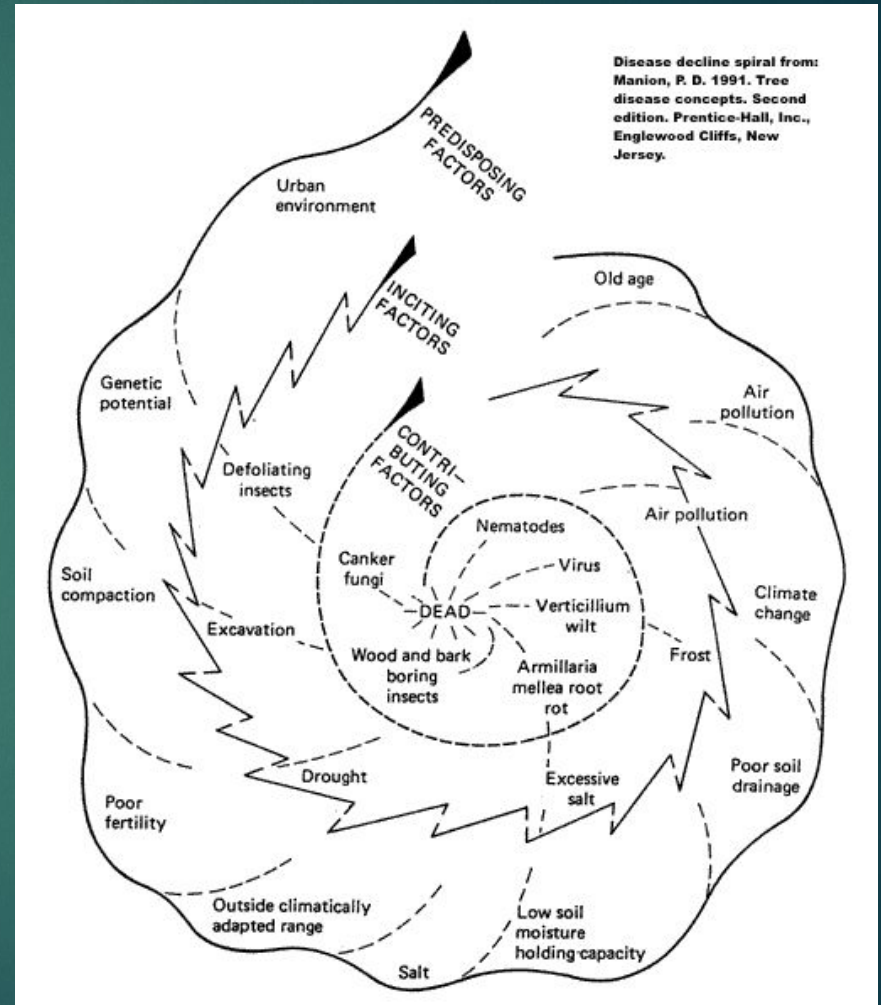 Disease decline spiral from:
Manion, P. D. 1991. Tree
disease concepts. Second
edition. Prentice-Hall, Inc.,
Englewood Cliffs, New
Jersey.
PREDISPOSING
FACTORS
Urban
environment
INCITING
FACTORS
Old age
Genetic
potential
Air
pollution
CONTRI-
BUTING
FACTORS
Defoliating
insects
Nematodes
Air pollution
Canker
fungi
Virus
Soil
compaction
Climate
change
DEAD
Verticillium
wilt
Excavation
Frost
Wood and bark
boring
insects
Armillaria
mellea root
rot
Drought
Excessive
salt
Poor soil
drainage
Poor
fertility
Outside climatically
adapted range
Low soil
moisture
holding capacity
Salt